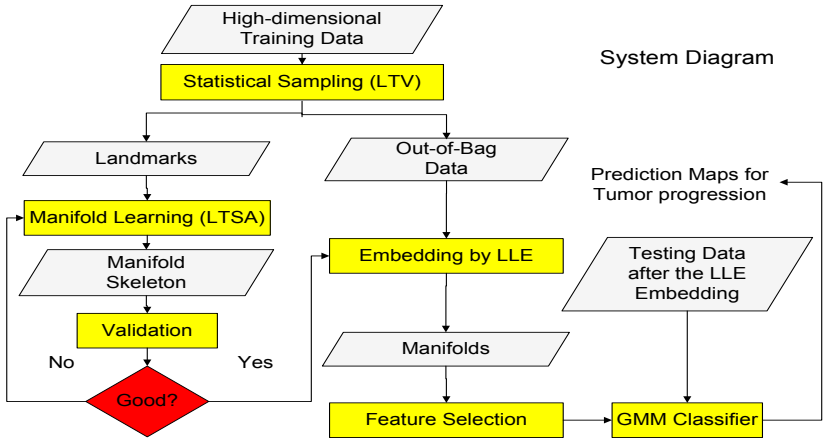 High-dimensional
Training Data
System Diagram
Statistical Sampling (LTV)
Landmarks
Out-of-Bag
Data
Prediction Maps for
Tumor progression
Manifold Learning (LTSA)
Manifold
Skeleton
Embedding by LLE
Testing Data
after the LLE
Embedding
Validation
No
Yes
Manifolds
Good?
Feature Selection
GMM Classifier